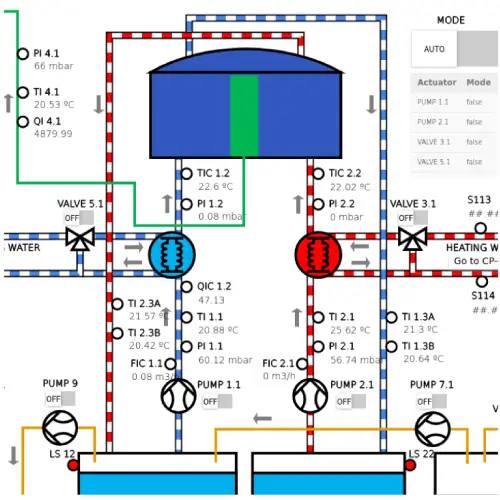 MODE
AUTO
Actuator Mode
PUMP 1.1 false
PUMP 2.1 false
VALVE 3.1 false
VALVE 5.1 false
PI 4.1
66 mbar
TI 4.1
20.53 ºC
QI 4.1
4879.99
TIC 1.2
22.6 ºC
PI 1.2
0.08 mbar
TIC 2.2
22.02 ºC
PI 2.2
0 mbar
VALVE 5.1
OFF
VALVE 3.1
OFF
S113
##.##
WATER
HEATING W
Go to CP-
S114
##.#
QIC 1.2
47.13
TI 2.3A
21.57 ºC
TI 2.3B
20.42 ºC
TI 1.1
20.88 ºC
PI 1.1
60.12 mbar
FIC 1.1
0.08 m3/
TI 2.1
25.62 ºC
PI 2.1
56.74 mbar
FIC 2.1
0 m3/h
TI 1.3A
21.3 ºC
TI 1.3B
20.64 ºC
PUMP 9
OFF
PUMP 1.1
OFF
PUMP 2.1
OFF
PUMP 7.1
OFF
LS 12
LS 22